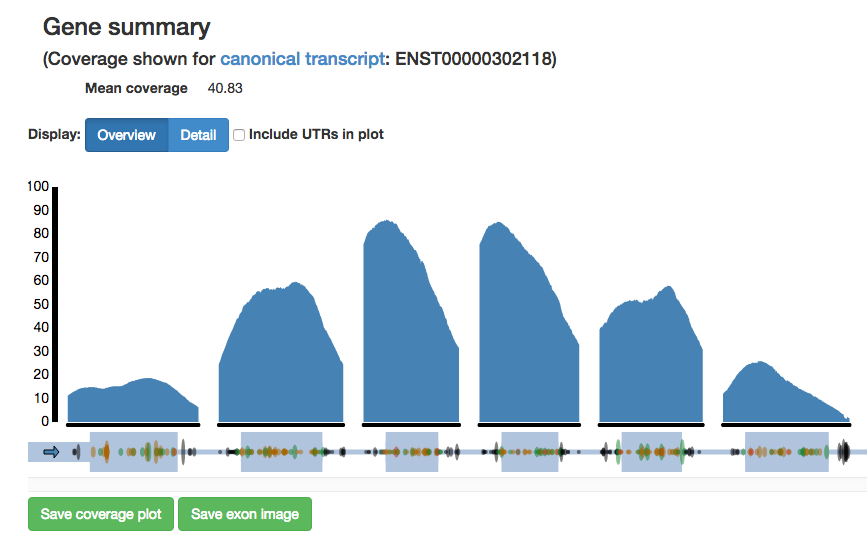 Gene summary
(Coverage shown for canonical transcript: ENST00000302118)
Mean coverage 40.83
Display: Overview Detail Include UTRs in plot
100
90
80
70
60
50
40
30
20
10
0
Save coverage plot Save exon image